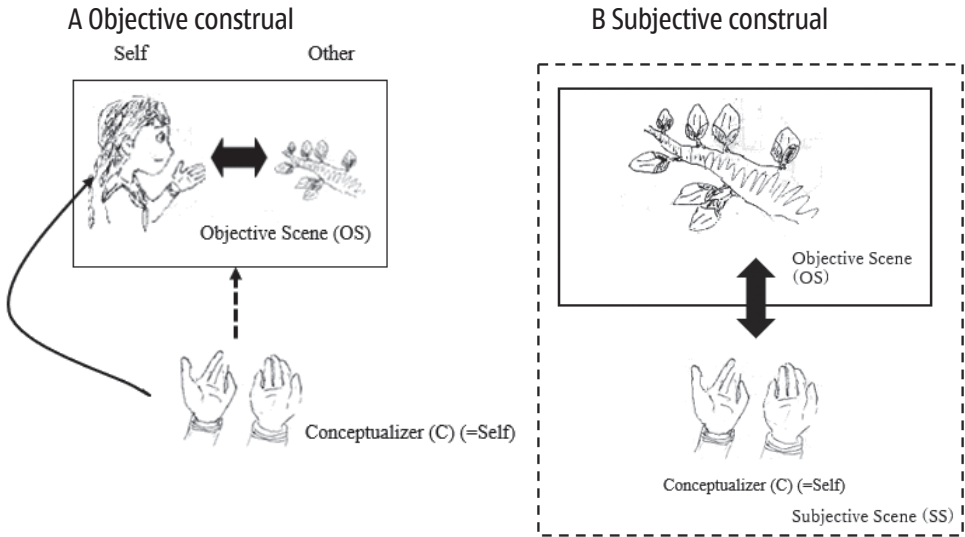 A Objective construal
Self
Other
Objective Scene (OS)
Conceptualizer (C) (=Self)
B Subjective construal
Objective Scene
(OS)
Conceptualizer (C) (=Self)
Subjective Scene (SS)